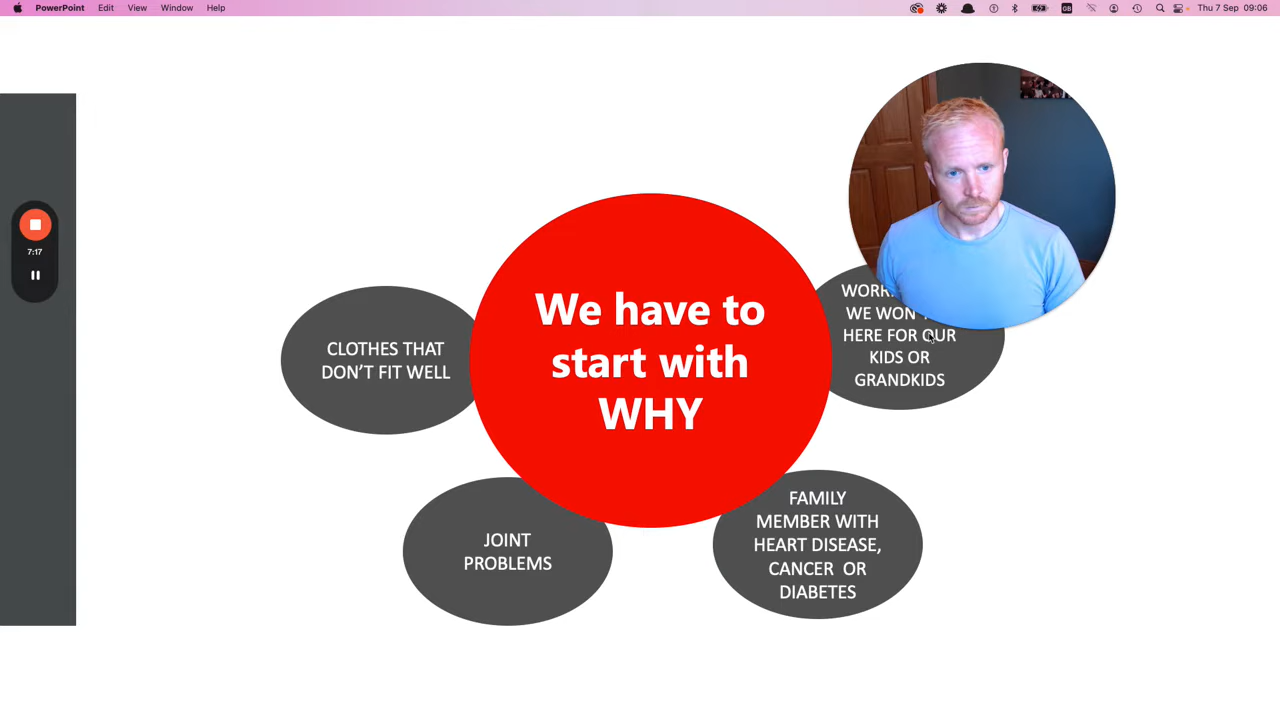 PowerPoint Edit View Window Help
Thu 7 Sep 09:06
7:17
We have to
start with
WHY
CLOTHES THAT
DON’T FIT WELL
WE WON
HERE FOR OUR
KIDS OR
GRANDKIDS
JOINT
PROBLEMS
FAMILY
MEMBER WITH
HEART DISEASE,
CANCER OR
DIABETES